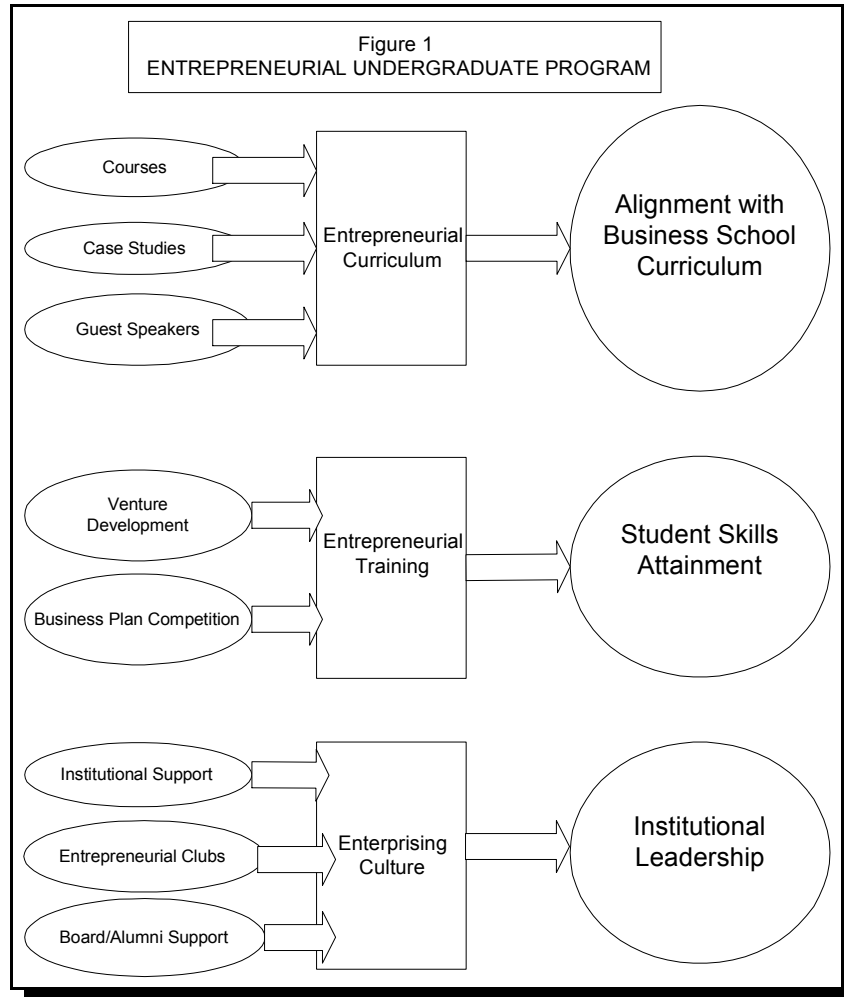 Figure 1
ENTREPRENEURIAL UNDERGRADUATE PROGRAM
Courses
Case Studies
Guest Speakers
Entrepreneurial
Curriculum
Alignment with
Business School
Curriculum
Venture
Development
Business Plan Competition
Entrepreneurial
Training
Student Skills
Attainment
Institutional Support
Entrepreneurial Clubs
Board/Alumni Support
Enterprising
Culture
Institutional
Leadership